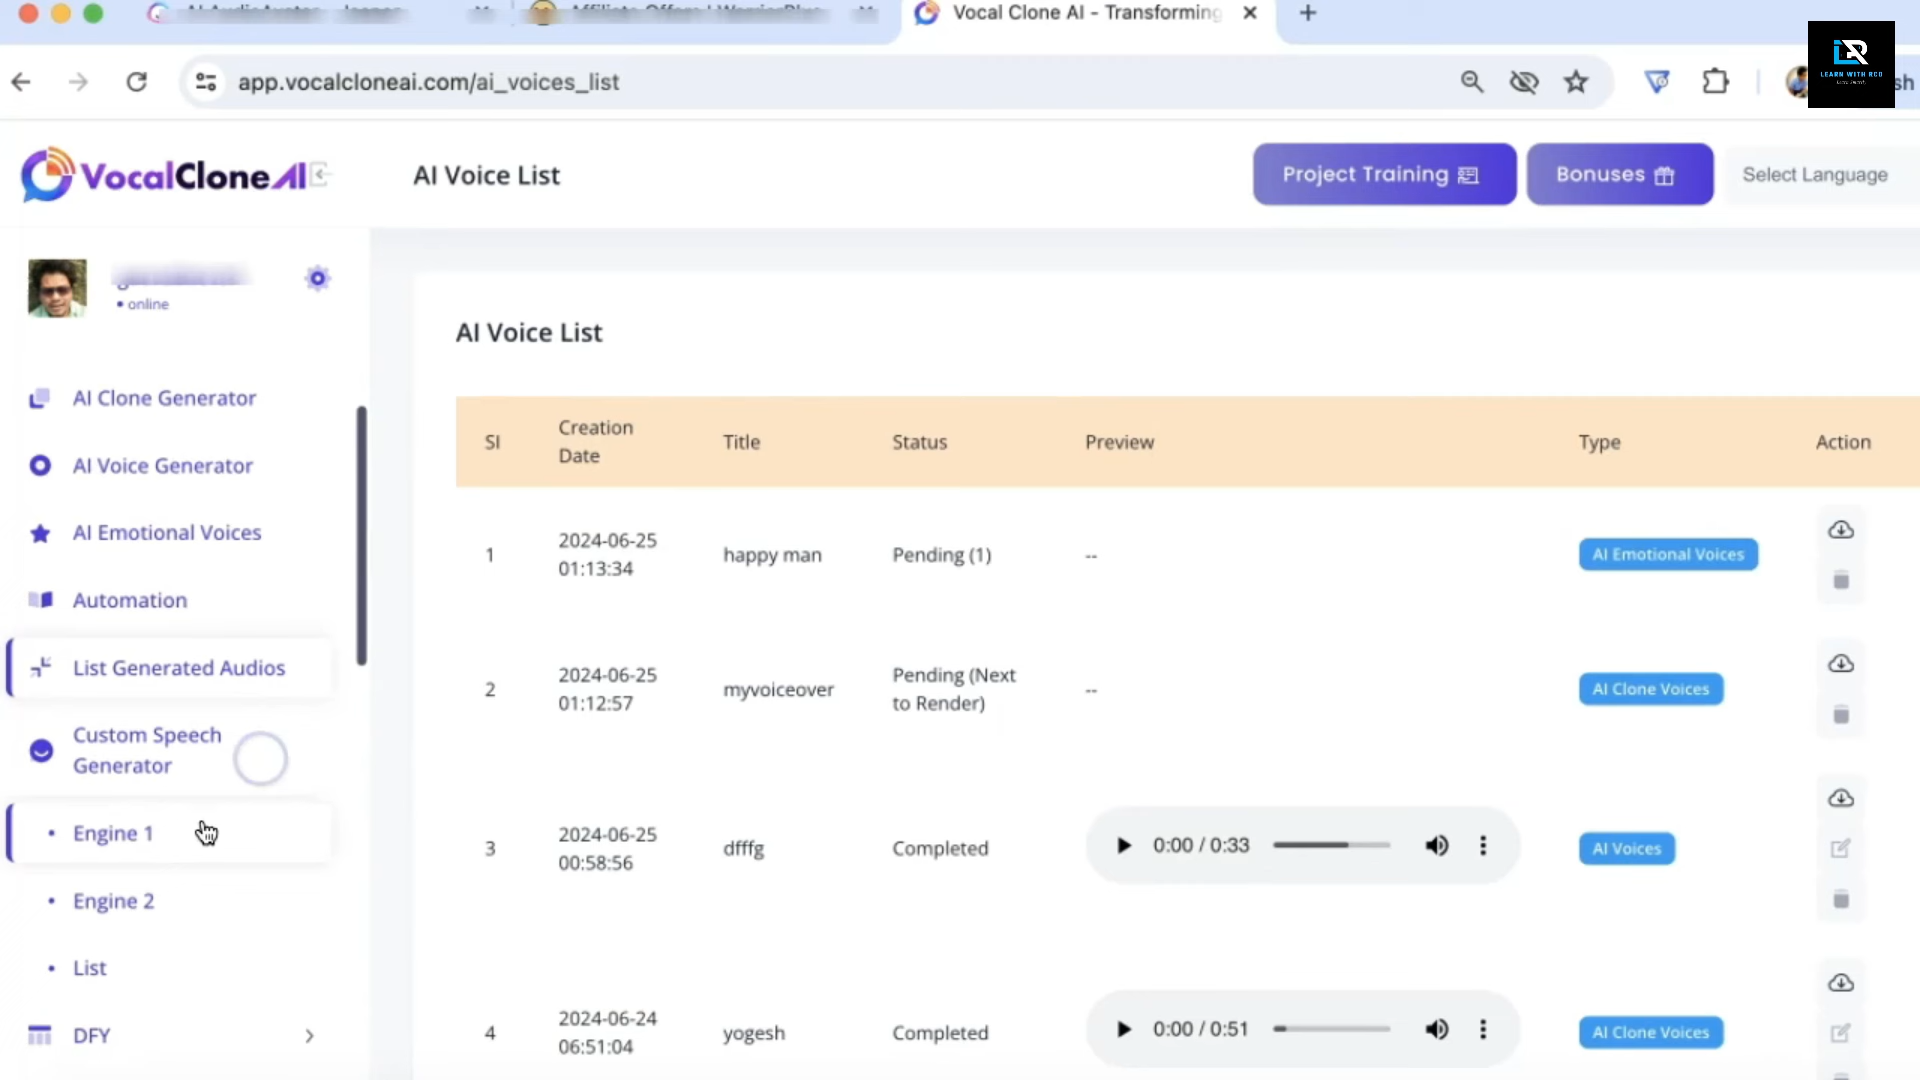 Vocal Clone AI - Transforming
LR
LEARN WITH RCO
app.vocalcloneai.com/ai_voices_list
sh
VocalCloneAI
AI Voice List
Project Training
Bonuses
Select Language
• online
AI Clone Generator
AI Voice Generator
AI Emotional Voices
Automation
List Generated Audios
Custom Speech
Generator
• Engine 1
• Engine 2
• List
DFY
AI Voice List
Sl Creation Date Title Status Preview Type Action
1 2024-06-25 01:13:34 happy man Pending (1) -- AI Emotional Voices
2 2024-06-25 01:12:57 myvoiceover Pending (Next to Render) -- AI Clone Voices
3 2024-06-25 00:58:56 dfffg Completed 0:00 / 0:33 AI Voices
4 2024-06-24 06:51:04 yogesh Completed 0:00 / 0:51 AI Clone Voices